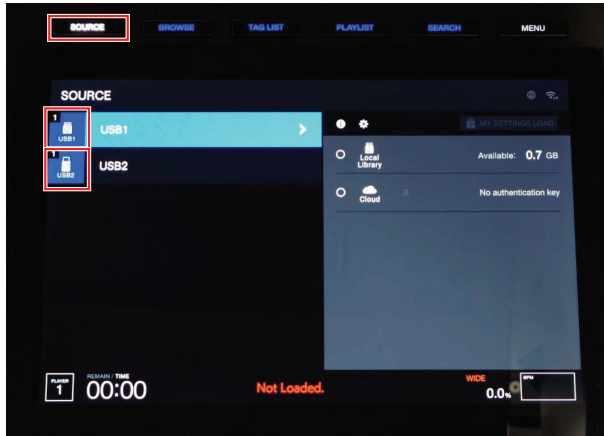 SOURCE BROWSE TAG LIST PLAYLIST SEARCH MENU
SOURCE
1
USB1
USB1
MY SETTINGS LOAD
1
USB2
USB2
Local
Library
Available: 0.7 GB
Cloud
No authentication key
PLAYER
1
REMAIN / TIME
00:00
Not Loaded.
WIDE
0.0%
BPM